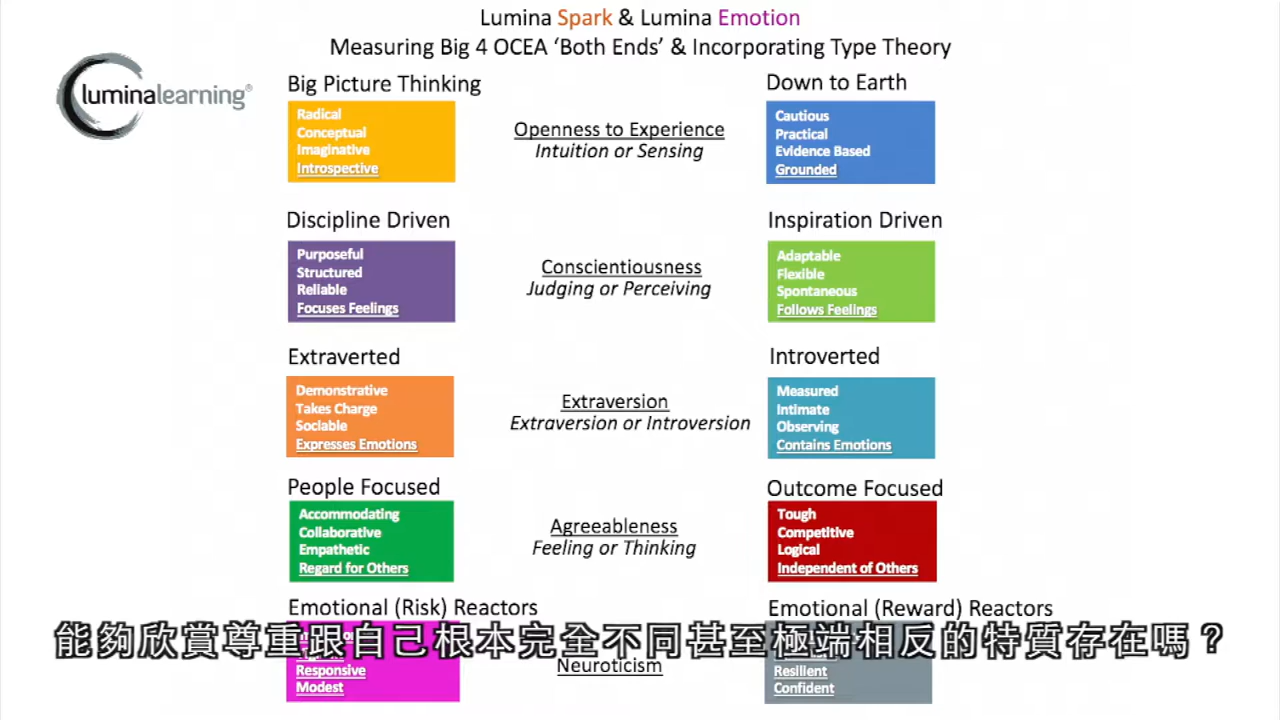 Lumina Spark & Lumina Emotion
Measuring Big 4 OCEA ‘Both Ends’ & Incorporating Type Theory
luminalearning®
Big Picture Thinking
Radical
Conceptual
Imaginative
Introspective
Openness to Experience
Intuition or Sensing
Down to Earth
Cautious
Practical
Evidence Based
Grounded
Discipline Driven
Purposeful
Structured
Reliable
Focuses Feelings
Conscientiousness
Judging or Perceiving
Inspiration Driven
Adaptable
Flexible
Spontaneous
Follows Feelings
Extraverted
Demonstrative
Takes Charge
Sociable
Expresses Emotions
Extraversion
Extraversion or Introversion
Introverted
Measured
Intimate
Observing
Contains Emotions
People Focused
Accommodating
Collaborative
Empathetic
Regard for Others
Agreeableness
Feeling or Thinking
Outcome Focused
Tough
Competitive
Logical
Independent of Others
Emotional (Risk) Reactors
Responsive
Modest
Neuroticism
Emotional (Reward) Reactors
Resilient
Confident
能夠欣賞尊重跟自己根本完全不同甚至極端相反的特質存在嗎？